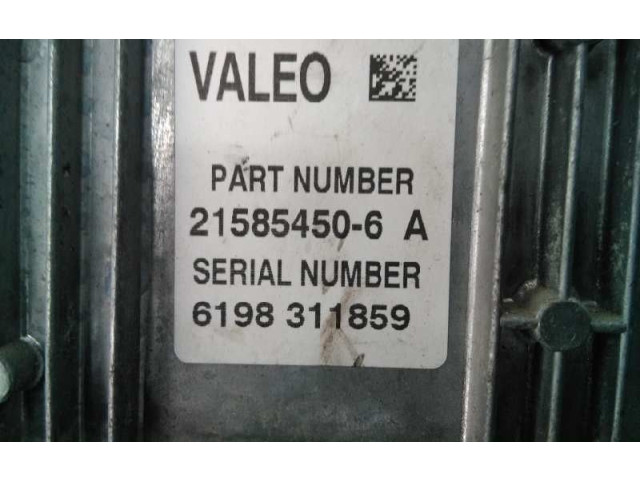 VALEO
PART NUMBER
21585450-6 A
SERIAL NUMBER
6198 311859